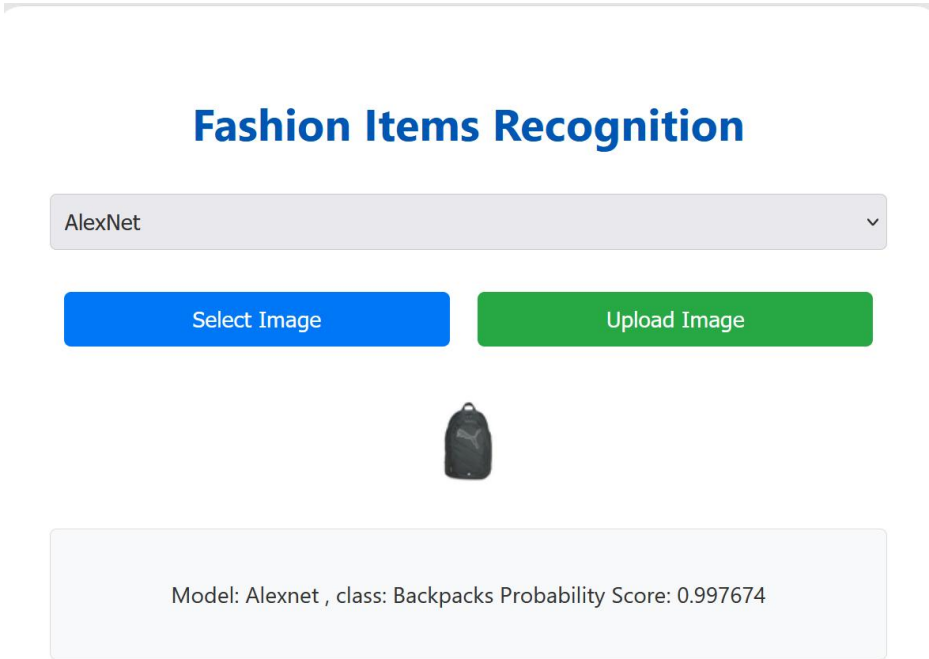 Fashion Items Recognition
AlexNet
Select Image
Upload Image
Model: Alexnet , class: Backpacks Probability Score: 0.997674